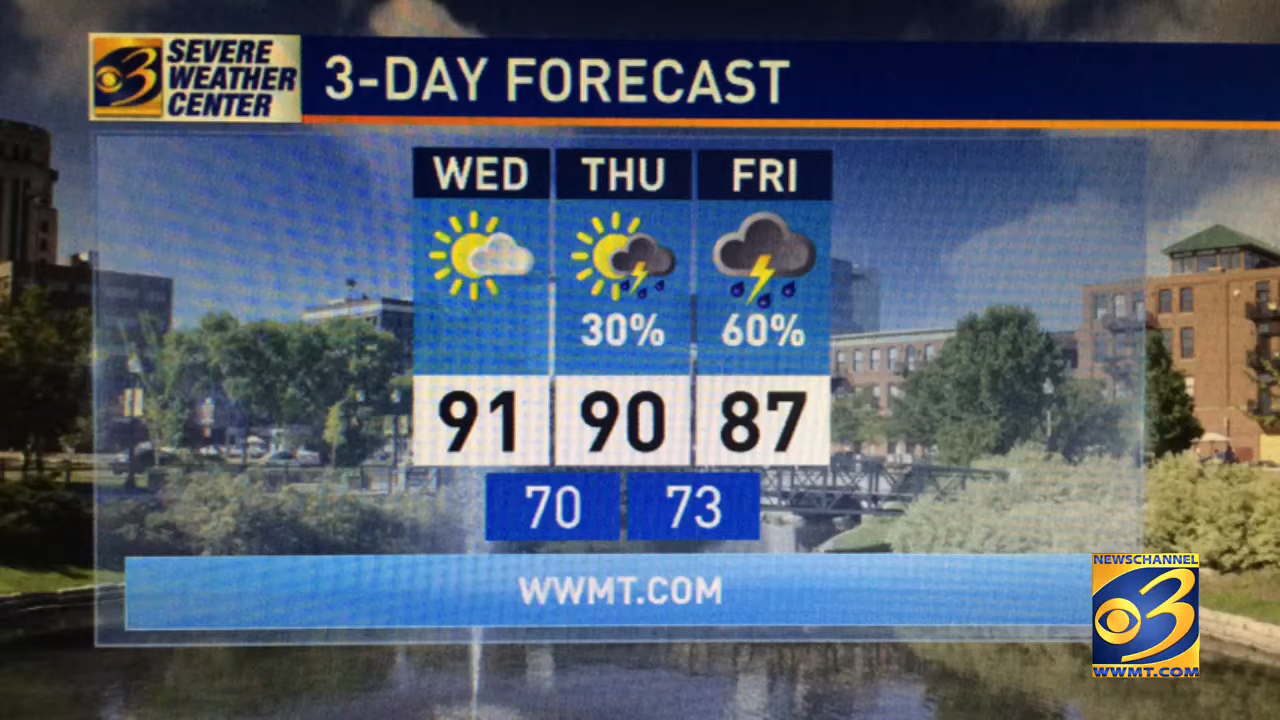 3
SEVERE
WEATHER
CENTER
3-DAY FORECAST
WED THU FRI
30% 60%
91 90 87
70 73
WWMT.COM
NEWSCHANNEL
3
WWMT.COM